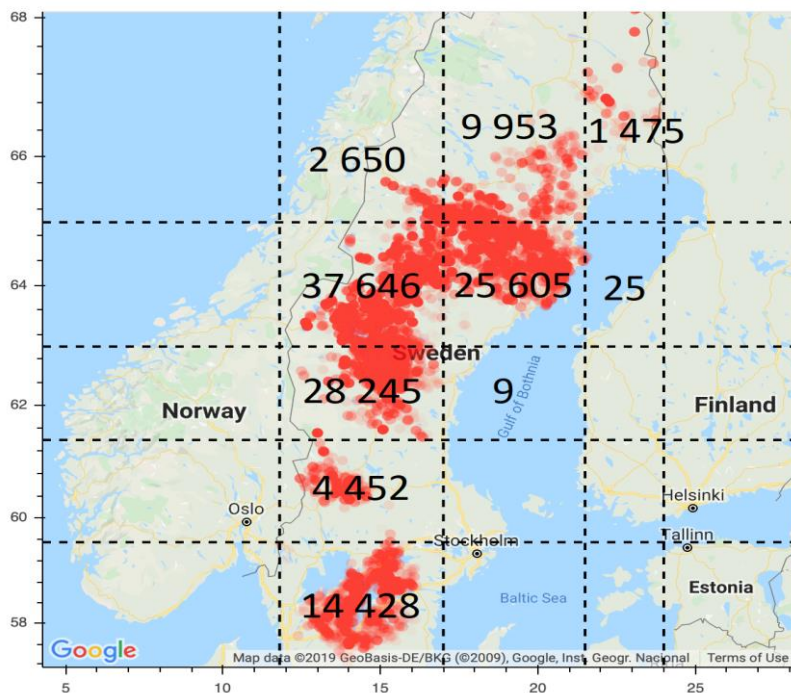 68
9 953
1 475
2 650
66
64
37 646
25 605
25
Sweden
28 245
9
Gulf of Bothnia
62
Norway
Finland
4 452
Oslo
Helsinki
60
Stockholm
Tallinn
Estonia
14 428
Baltic Sea
58
Google
Map data ©2019 GeoBasis-DE/BKG (©2009), Google, Inst. Geogr. Nacional Terms of Use
5
10
15
20
25